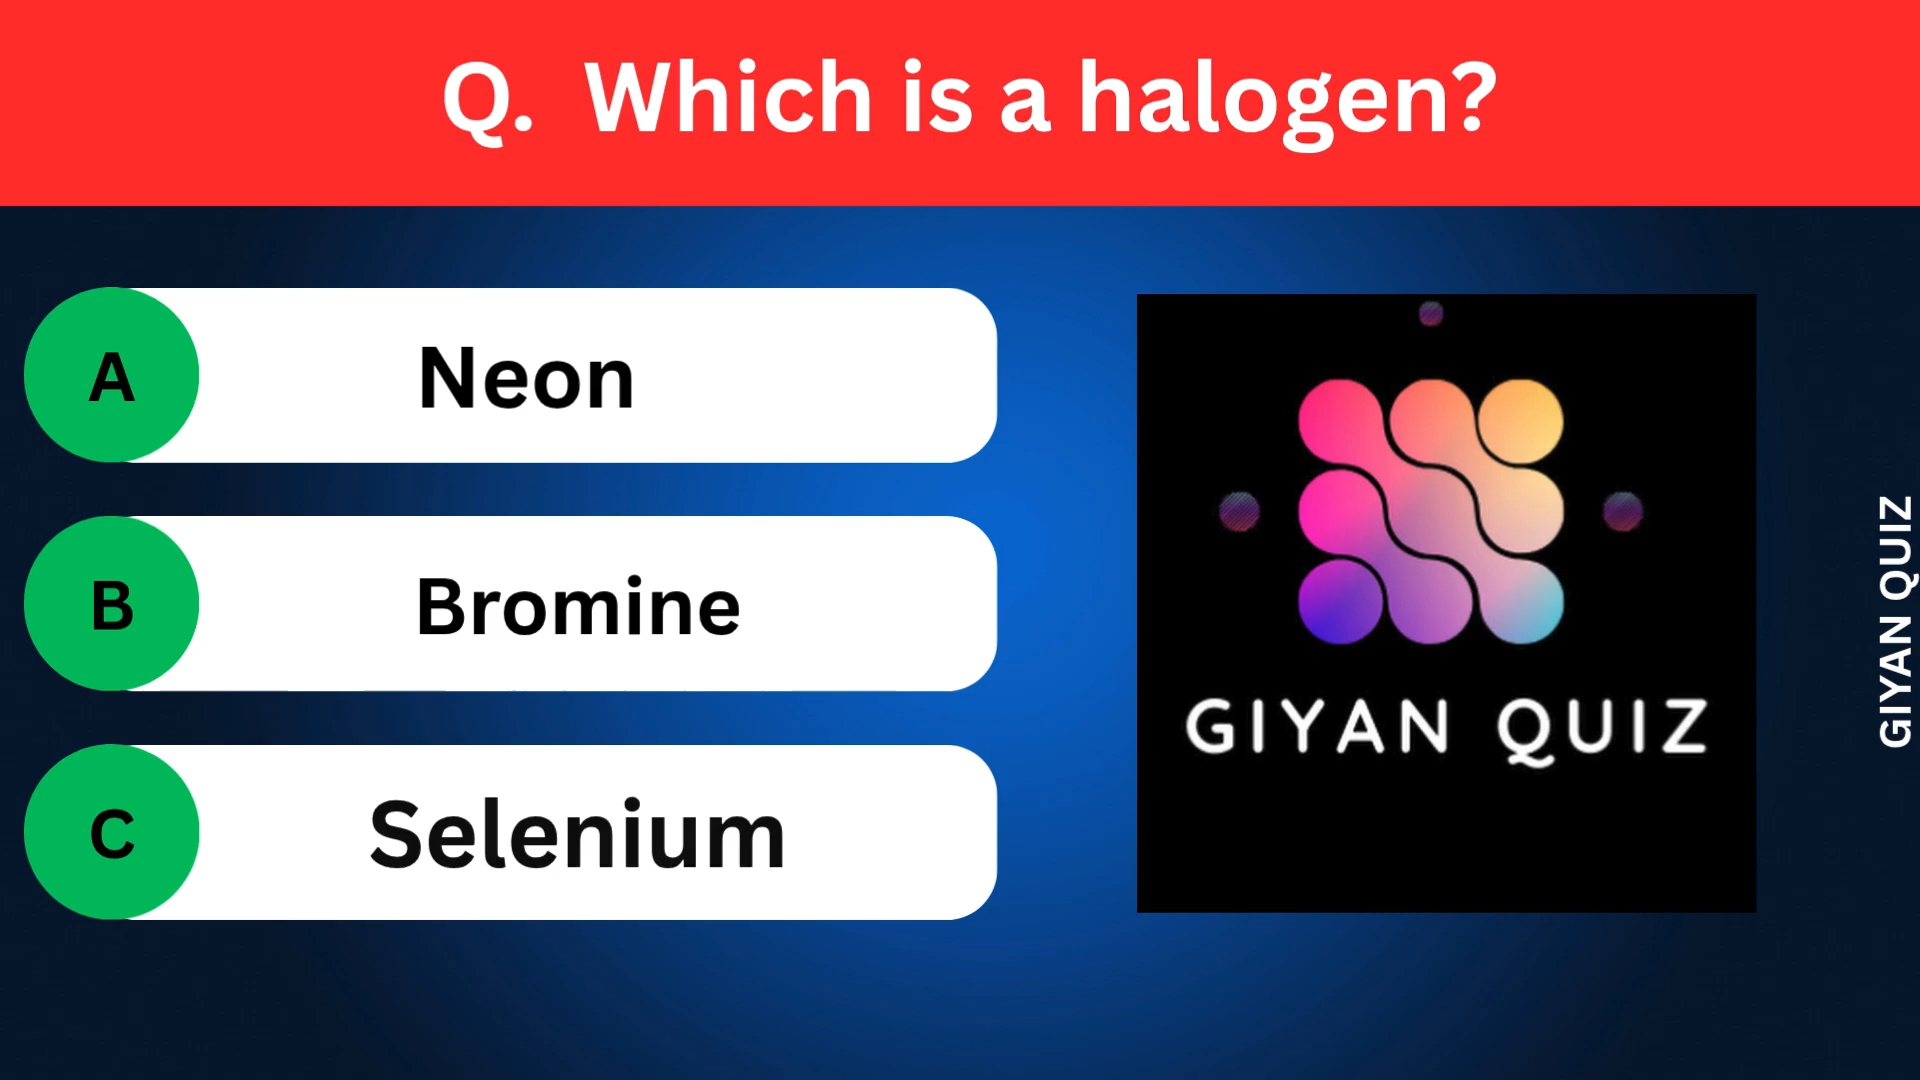 Q. Which is a halogen?
A Neon
B Bromine
C Selenium
GIYAN QUIZ
GIYAN QUIZ